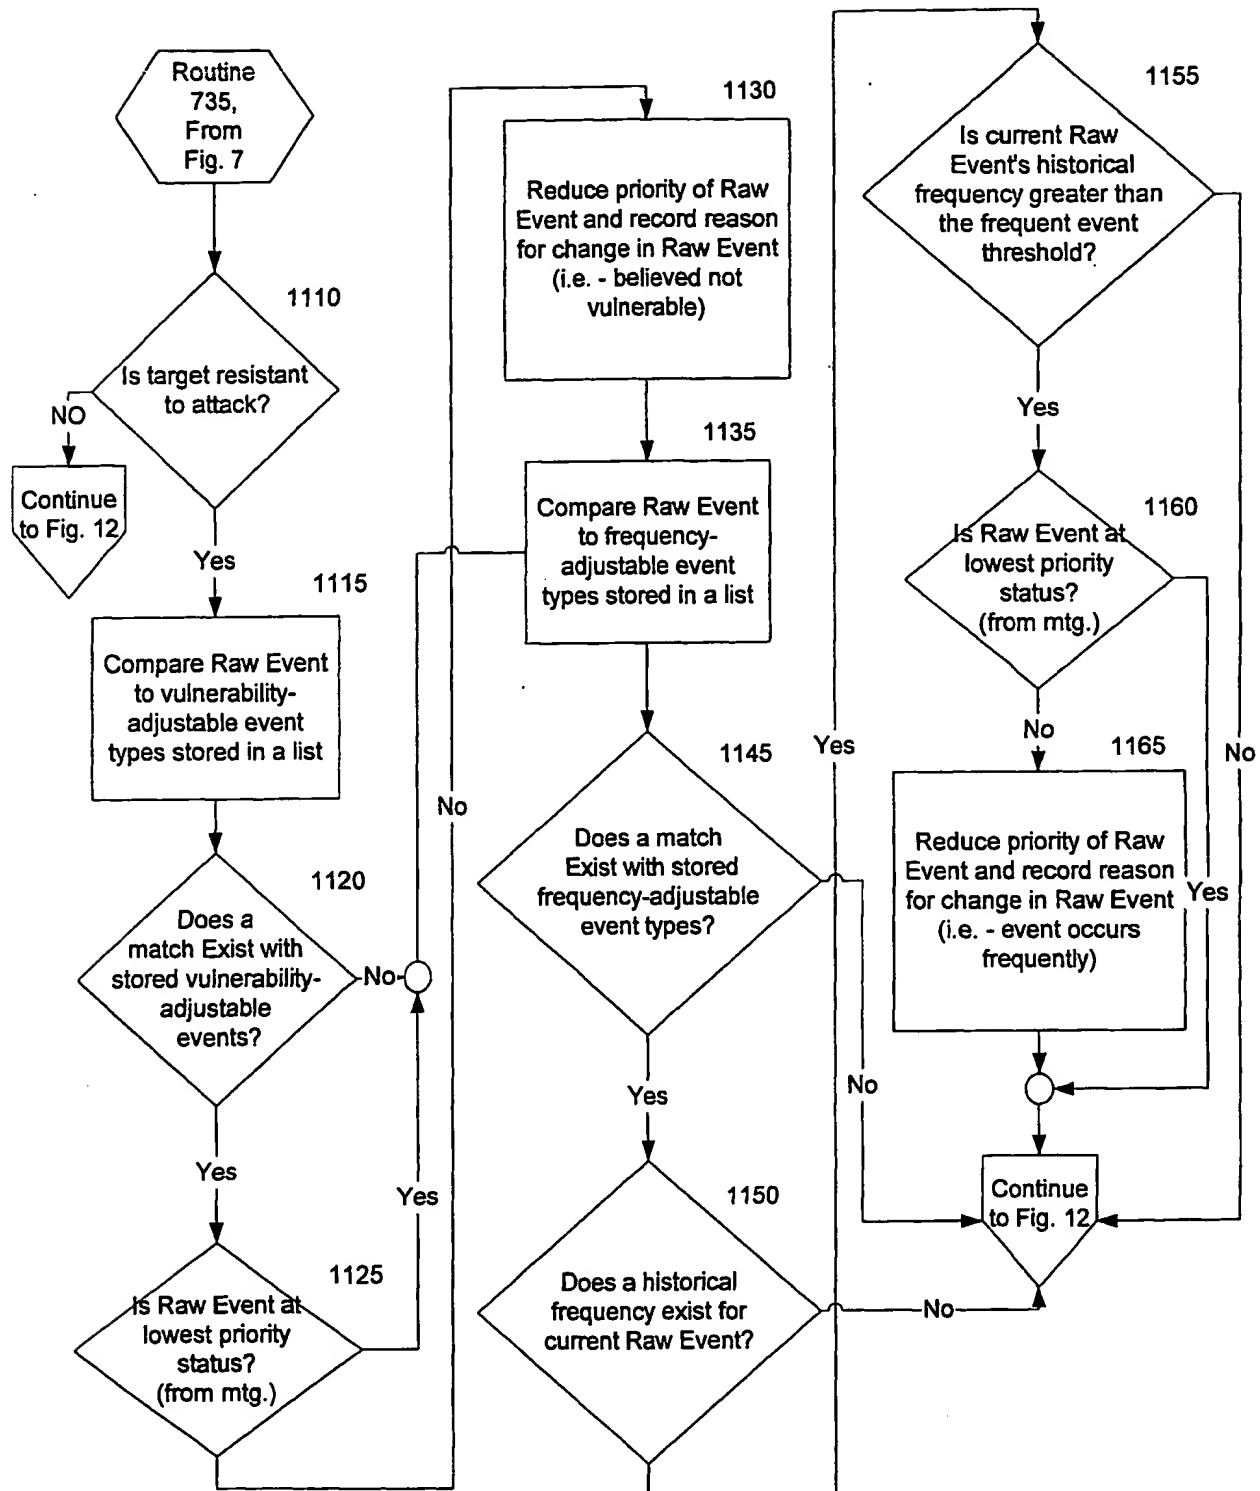 Routine
735,
From
Fig. 7
1110
Is target resistant
to attack?
NO
Continue
to Fig. 12
Yes
1115
Compare Raw Event
to vulnerability-
adjustable event
types stored in a list
1120
Does a
match Exist with
stored vulnerability-
adjustable
events?
No
Yes
Yes
1125
Is Raw Event at
lowest priority
status?
(from mtg.)
No
1130
Reduce priority of Raw
Event and record reason
for change in Raw Event
(i.e. - believed not
vulnerable)
1135
Compare Raw Event
to frequency-
adjustable event
types stored in a list
1145
Does a match
Exist with stored
frequency-adjustable
event types?
No
Yes
1150
Does a historical
frequency exist for
current Raw Event?
No
Yes
1155
Is current Raw
Event's historical
frequency greater than
the frequent event
threshold?
No
Yes
1160
Is Raw Event at
lowest priority
status?
(from mtg.)
No
Yes
1165
Reduce priority of Raw
Event and record reason
for change in Raw Event
(i.e. - event occurs
frequently)
Continue
to Fig. 12